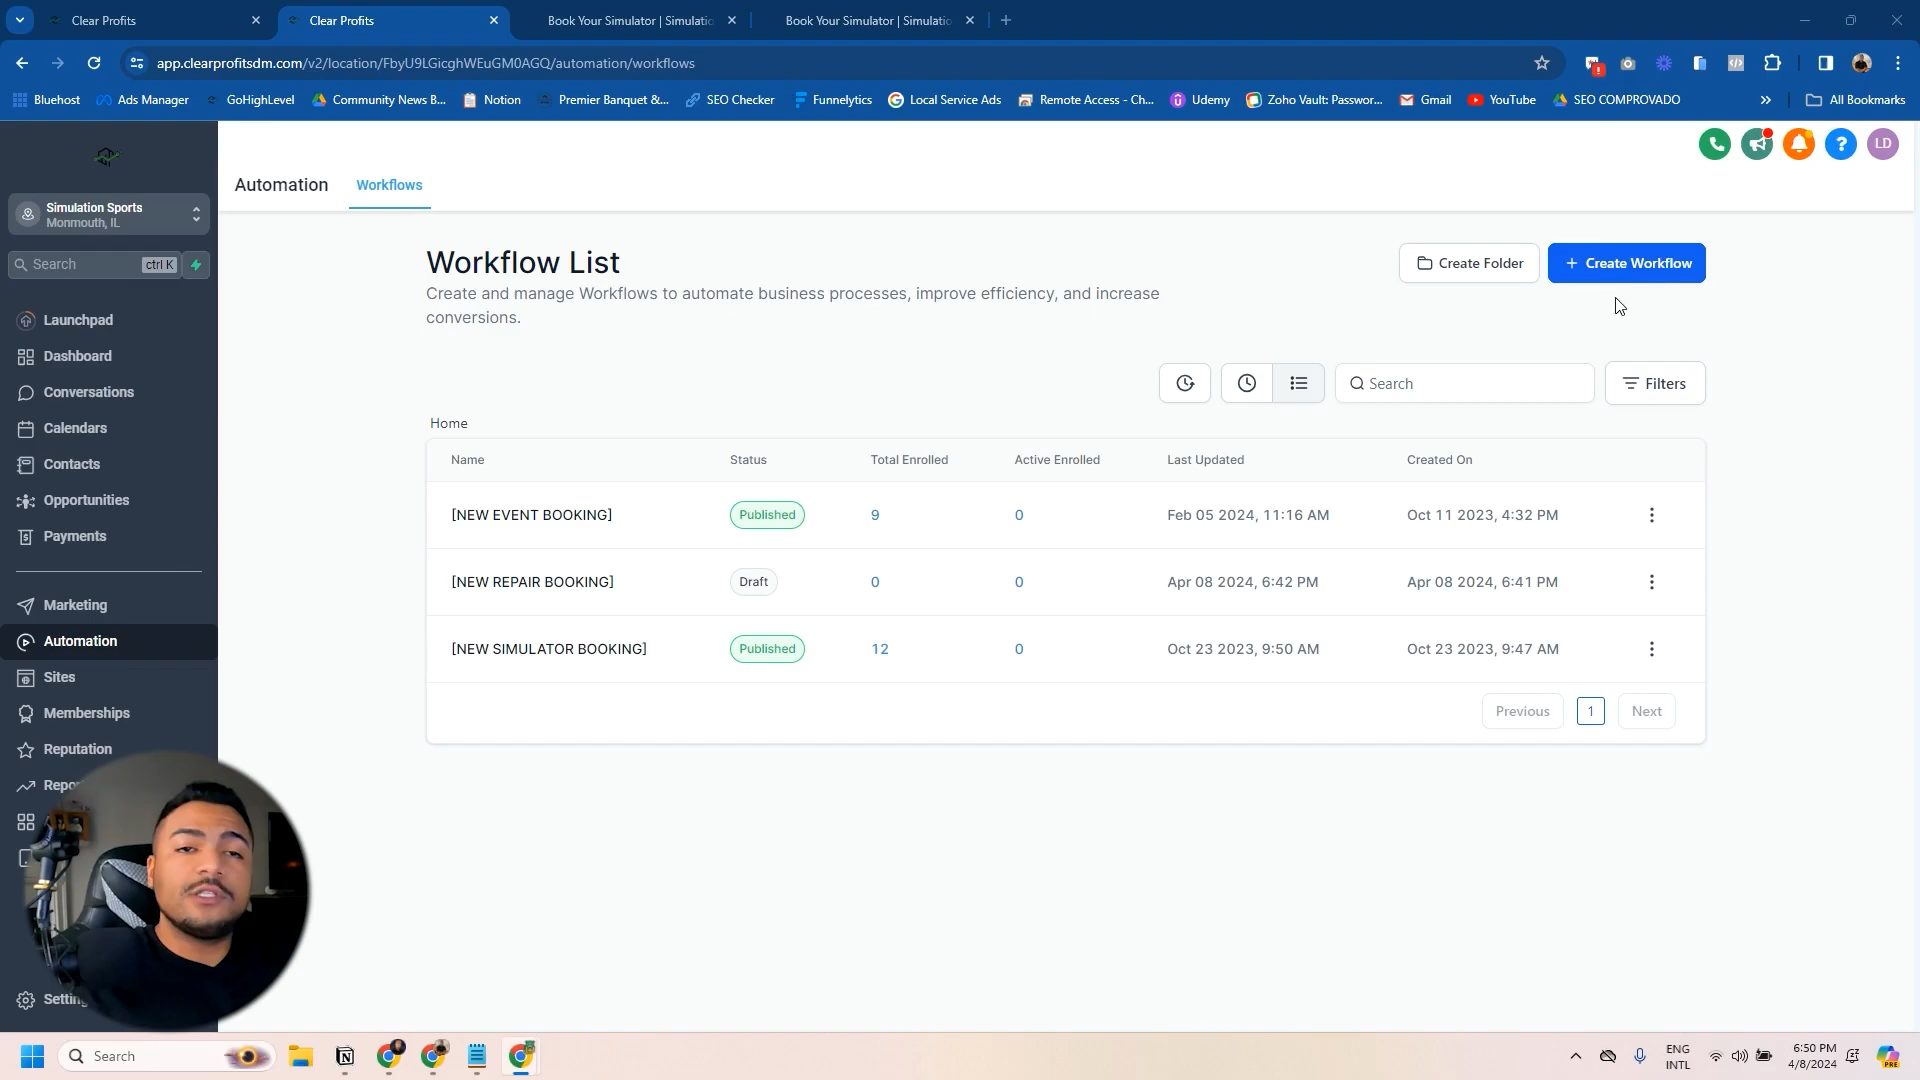 Clear Profits
Clear Profits
Book Your Simulator | Simulatio
Book Your Simulator | Simulatio
app.clearprofitsdm.com/v2/location/FbyU9LGicghWEuGM0AGQ/automation/workflows
Bluehost
Ads Manager
GoHighLevel
Community News B...
Notion
Premier Banquet &...
SEO Checker
Funnelytics
Local Service Ads
Remote Access - Ch...
Udemy
Zoho Vault: Passwor...
Gmail
YouTube
SEO COMPROVADO
All Bookmarks
LD
Automation
Workflows
Simulation Sports
Monmouth, IL
Search
ctrl K
Launchpad
Dashboard
Conversations
Calendars
Contacts
Opportunities
Payments
Marketing
Automation
Sites
Memberships
Reputation
Repo
Settin
Workflow List
Create and manage Workflows to automate business processes, improve efficiency, and increase
conversions.
Create Folder
+ Create Workflow
Search
Filters
Home
Name Status Total Enrolled Active Enrolled Last Updated Created On
[NEW EVENT BOOKING] Published 9 0 Feb 05 2024, 11:16 AM Oct 11 2023, 4:32 PM
[NEW REPAIR BOOKING] Draft 0 0 Apr 08 2024, 6:42 PM Apr 08 2024, 6:41 PM
[NEW SIMULATOR BOOKING] Published 12 0 Oct 23 2023, 9:50 AM Oct 23 2023, 9:47 AM
Previous 1 Next
Search
ENG
INTL
6:50 PM
4/8/2024
PRE